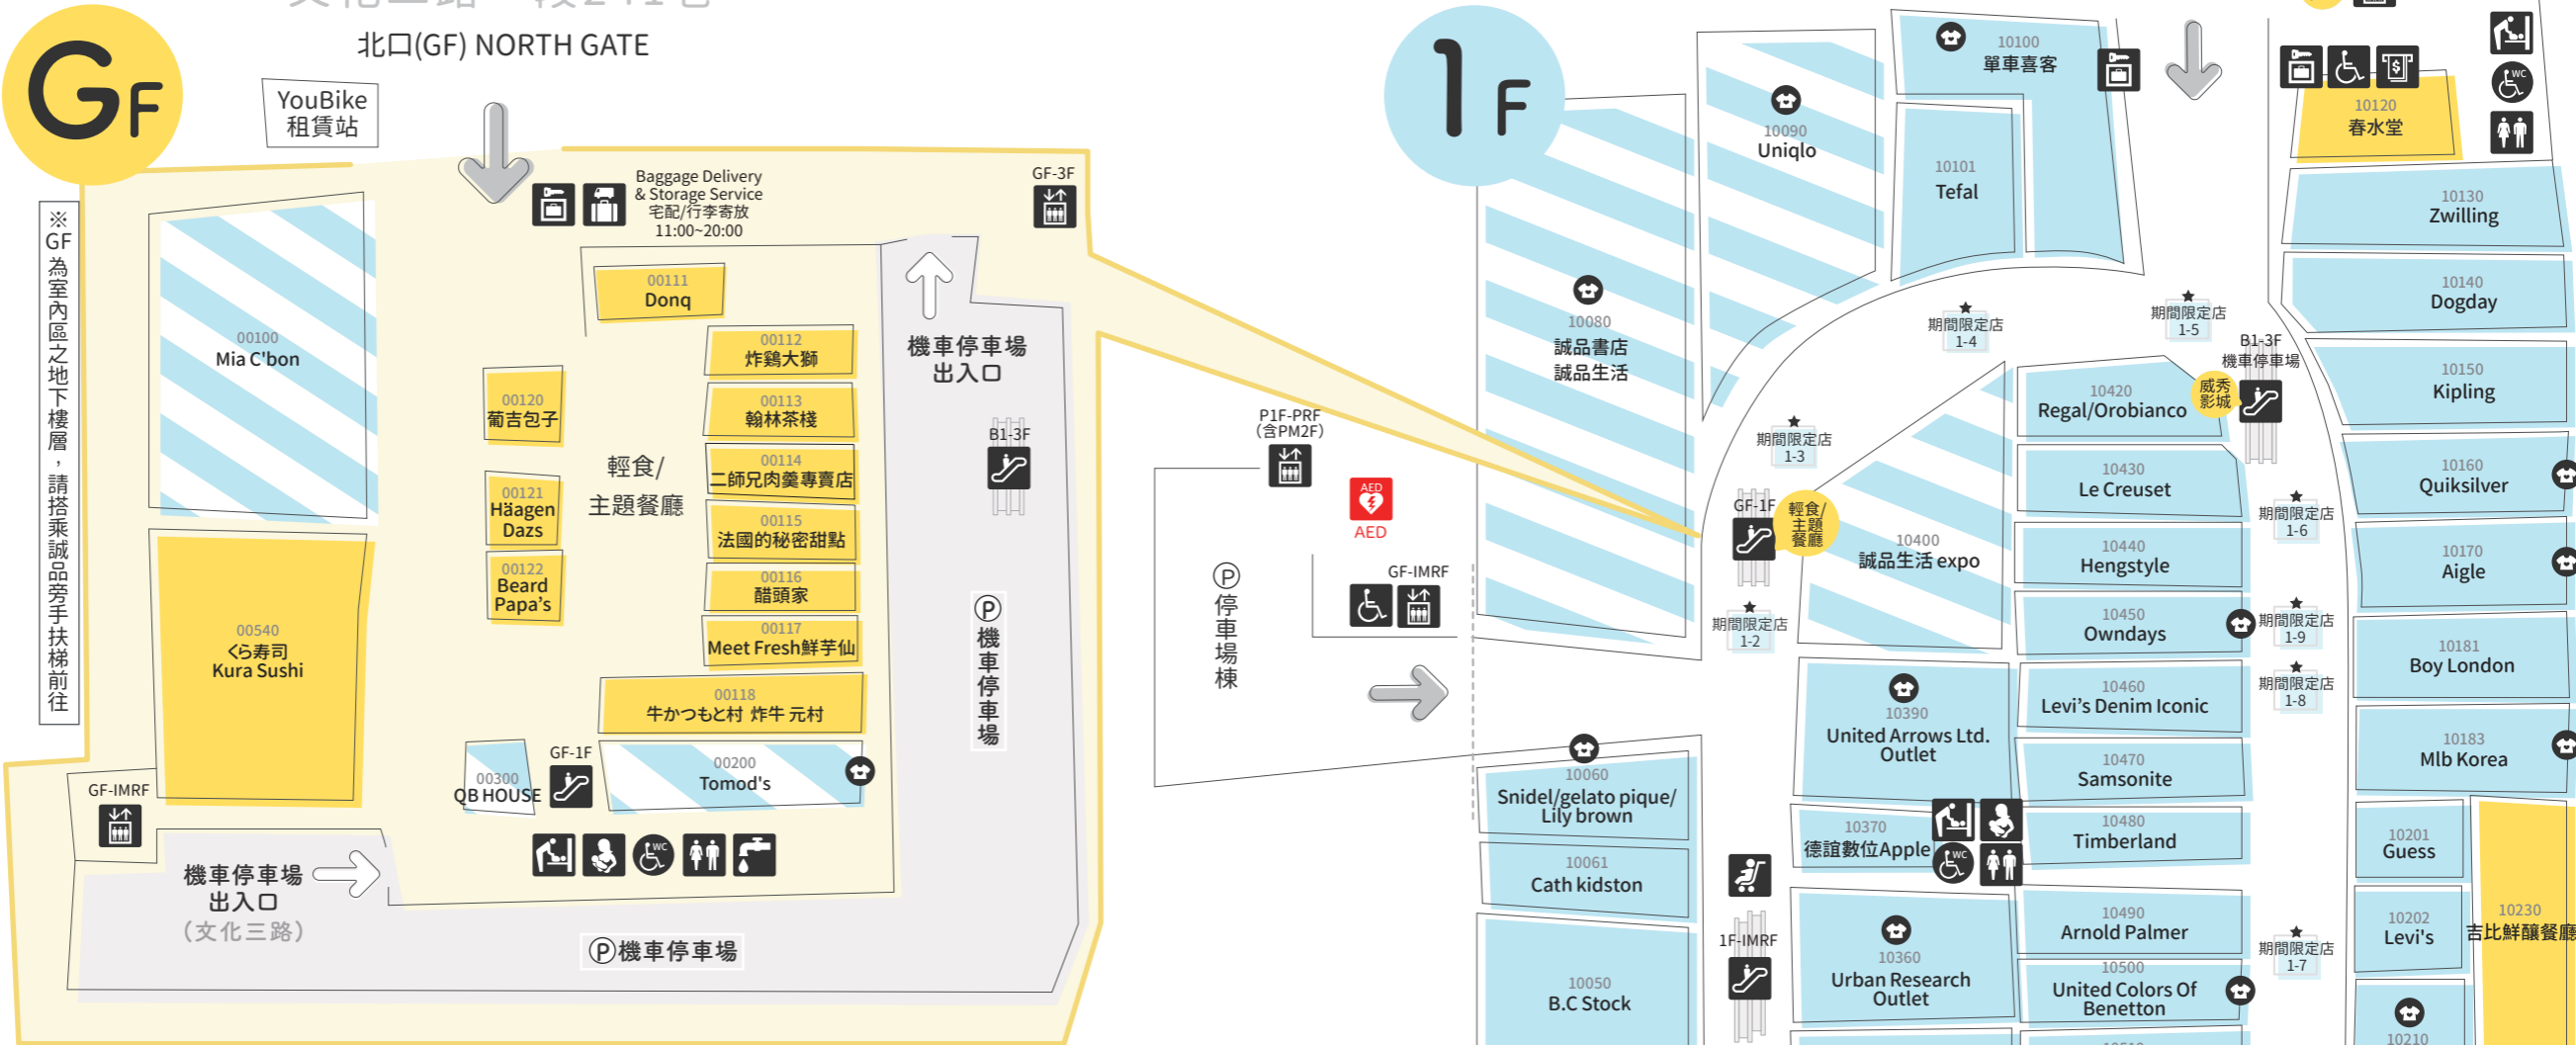 北口(GF) NORTH GATE
GF
YouBike
租賃站
※GF為室內區之地下樓層，請搭乘誠品旁手扶梯前往
Baggage Delivery
& Storage Service
宅配/行李寄放
11:00~20:00
GF-3F
00100
Mia C'bon
00111
Donq
00112
炸鷄大獅
00113
翰林茶棧
00114
二師兄肉羹專賣店
00115
法國的秘密甜點
00116
醋頭家
00117
Meet Fresh鮮芋仙
00118
牛かつもと村 炸牛 元村
00120
葡吉包子
00121
Häagen
Dazs
00122
Beard
Papa's
輕食/
主題餐廳
00540
くら寿司
Kura Sushi
00300
QB HOUSE
GF-1F
00200
Tomod's
GF-IMRF
WC
機車停車場
出入口
B1-3F
Ⓟ機車停車場
機車停車場
出入口
(文化三路)
Ⓟ機車停車場
1F
P1F-PRF
(含PM2F)
AED
AED
GF-IMRF
Ⓟ停車場棟
10080
誠品書店
誠品生活
10090
Uniqlo
10100
單車喜客
10101
Tefal
WC
10120
春水堂
10130
Zwilling
10140
Dogday
10150
Kipling
10160
Quiksilver
10170
Aigle
10181
Boy London
10183
Mlb Korea
10201
Guess
10202
Levi's
10210
10230
吉比鮮釀餐廳
期間限定店
1-4
期間限定店
1-5
B1-3F
機車停車場
威秀
影城
期間限定店
1-3
GF-1F
輕食/
主題
餐廳
期間限定店
1-2
10400
誠品生活 expo
10420
Regal/Orobianco
10430
Le Creuset
10440
Hengstyle
10450
Owndays
10460
Levi's Denim Iconic
10470
Samsonite
10480
Timberland
10490
Arnold Palmer
10500
United Colors Of
Benetton
期間限定店
1-6
期間限定店
1-9
期間限定店
1-8
期間限定店
1-7
10390
United Arrows Ltd.
Outlet
10370
德誼數位Apple
WC
10360
Urban Research
Outlet
1F-IMRF
10060
Snidel/gelato pique/
Lily brown
10061
Cath kidston
10050
B.C Stock